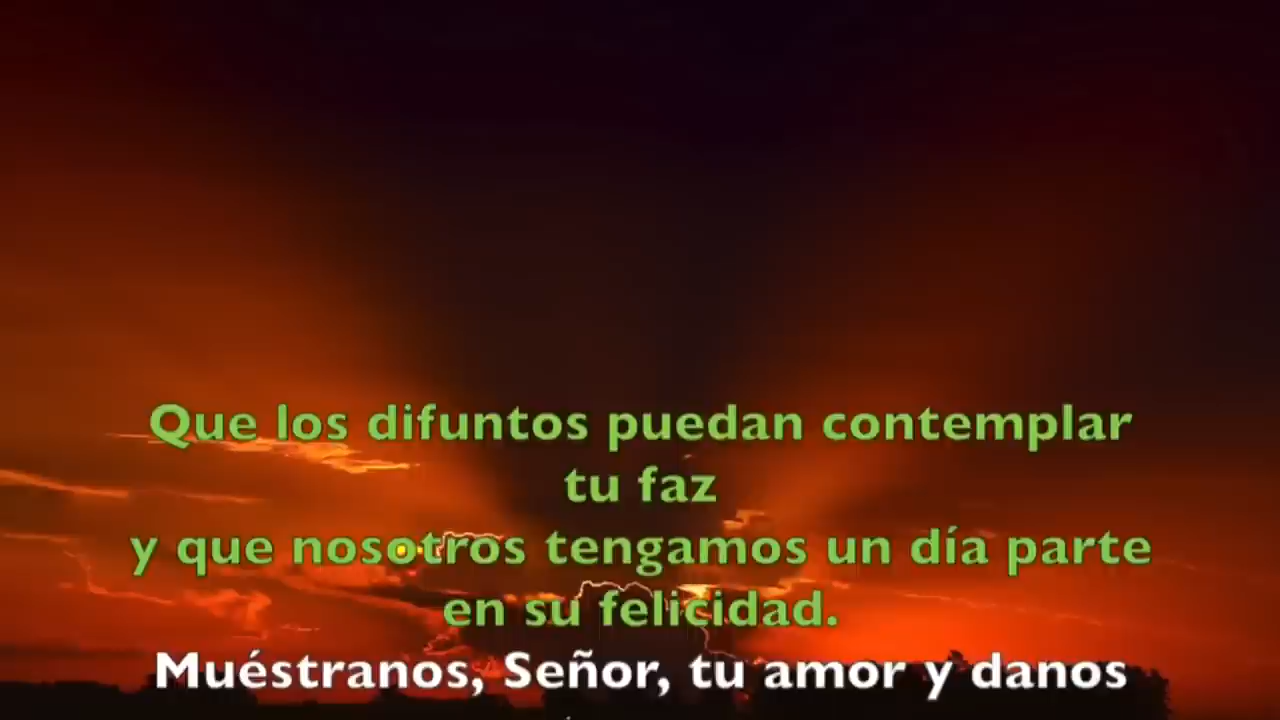 Que los difuntos puedan contemplar
tu faz
y que nosotros tengamos un día parte
en su felicidad.
Muéstranos, Señor, tu amor y danos